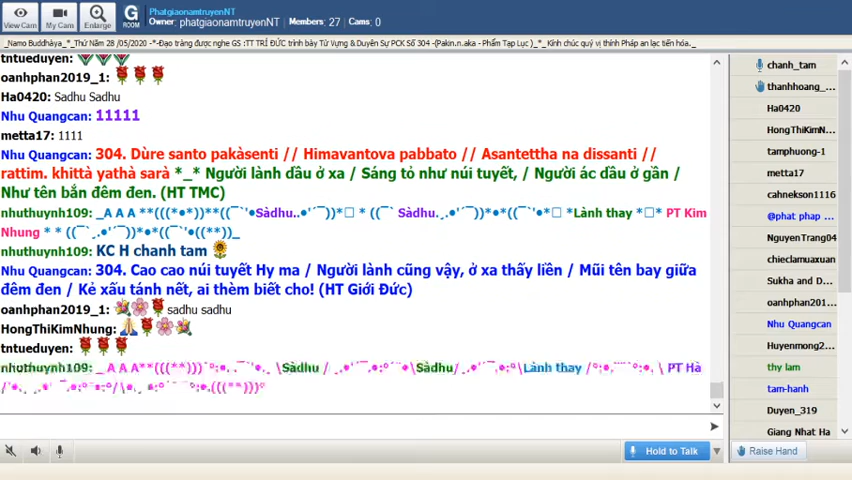 View Cam
My Cam
Enlarge
G
ROOM
PhatgiaonamtruyenNT
Owner: phatgiaonamtruyenNT Members: 27 Cams: 0
_Namo Buddhàya_*_Thứ Năm 28 /05/2020 -*-Đạo tràng được nghe GS :TT TRÍ ĐỨC trình bày Tứ Vựng & Duyên Sự PCK Số 304 -(Pakin.n.aka - Phẩm Tạp Lục )_*_ Kính chúc quý vị thính Pháp an lạc tiến hóa._
tntueduyen:
oanhphan2019_1:
Ha0420: Sadhu Sadhu
Nhu Quangcan: 11111
metta17: 1111
Nhu Quangcan: 304. Dùre santo pakàsenti // Himavantova pabbato // Asantettha na dissanti //
rattim. khittà yathà sarà *_* Người lành dầu ở xa / Sáng tỏ như núi tuyết, / Người ác dầu ở gần /
Như tên bắn đêm đen. (HT TMC)
nhuthuynh109: _A A A Sàdhu.. Sàdhu Lành thay PT Kim
Nhung
nhuthuynh109: KC H chanh tam
Nhu Quangcan: 304. Cao cao núi tuyết Hy ma / Người lành cũng vậy, ở xa thấy liền / Mũi tên bay giữa
đêm đen / Kẻ xấu tánh nết, ai thèm biết cho! (HT Giới Đức)
oanhphan2019_1: sadhu sadhu
HongThiKimNhung:
tntueduyen:
nhuthuynh109: _A A A Sàdhu Sàdhu Lành thay PT Hà
chanh_tam
thanhhoang_...
Ha0420
HongThiKimN...
tamphuong-1
metta17
cahnekson1116
@phat phap ...
NguyenTrang04
chieclamuaxuan
Sukha and D...
oanhphan201...
Nhu Quangcan
Huyenmong2...
thy lam
tam-hanh
Duyen_319
Giang Nhat Ha
Hold to Talk
Raise Hand